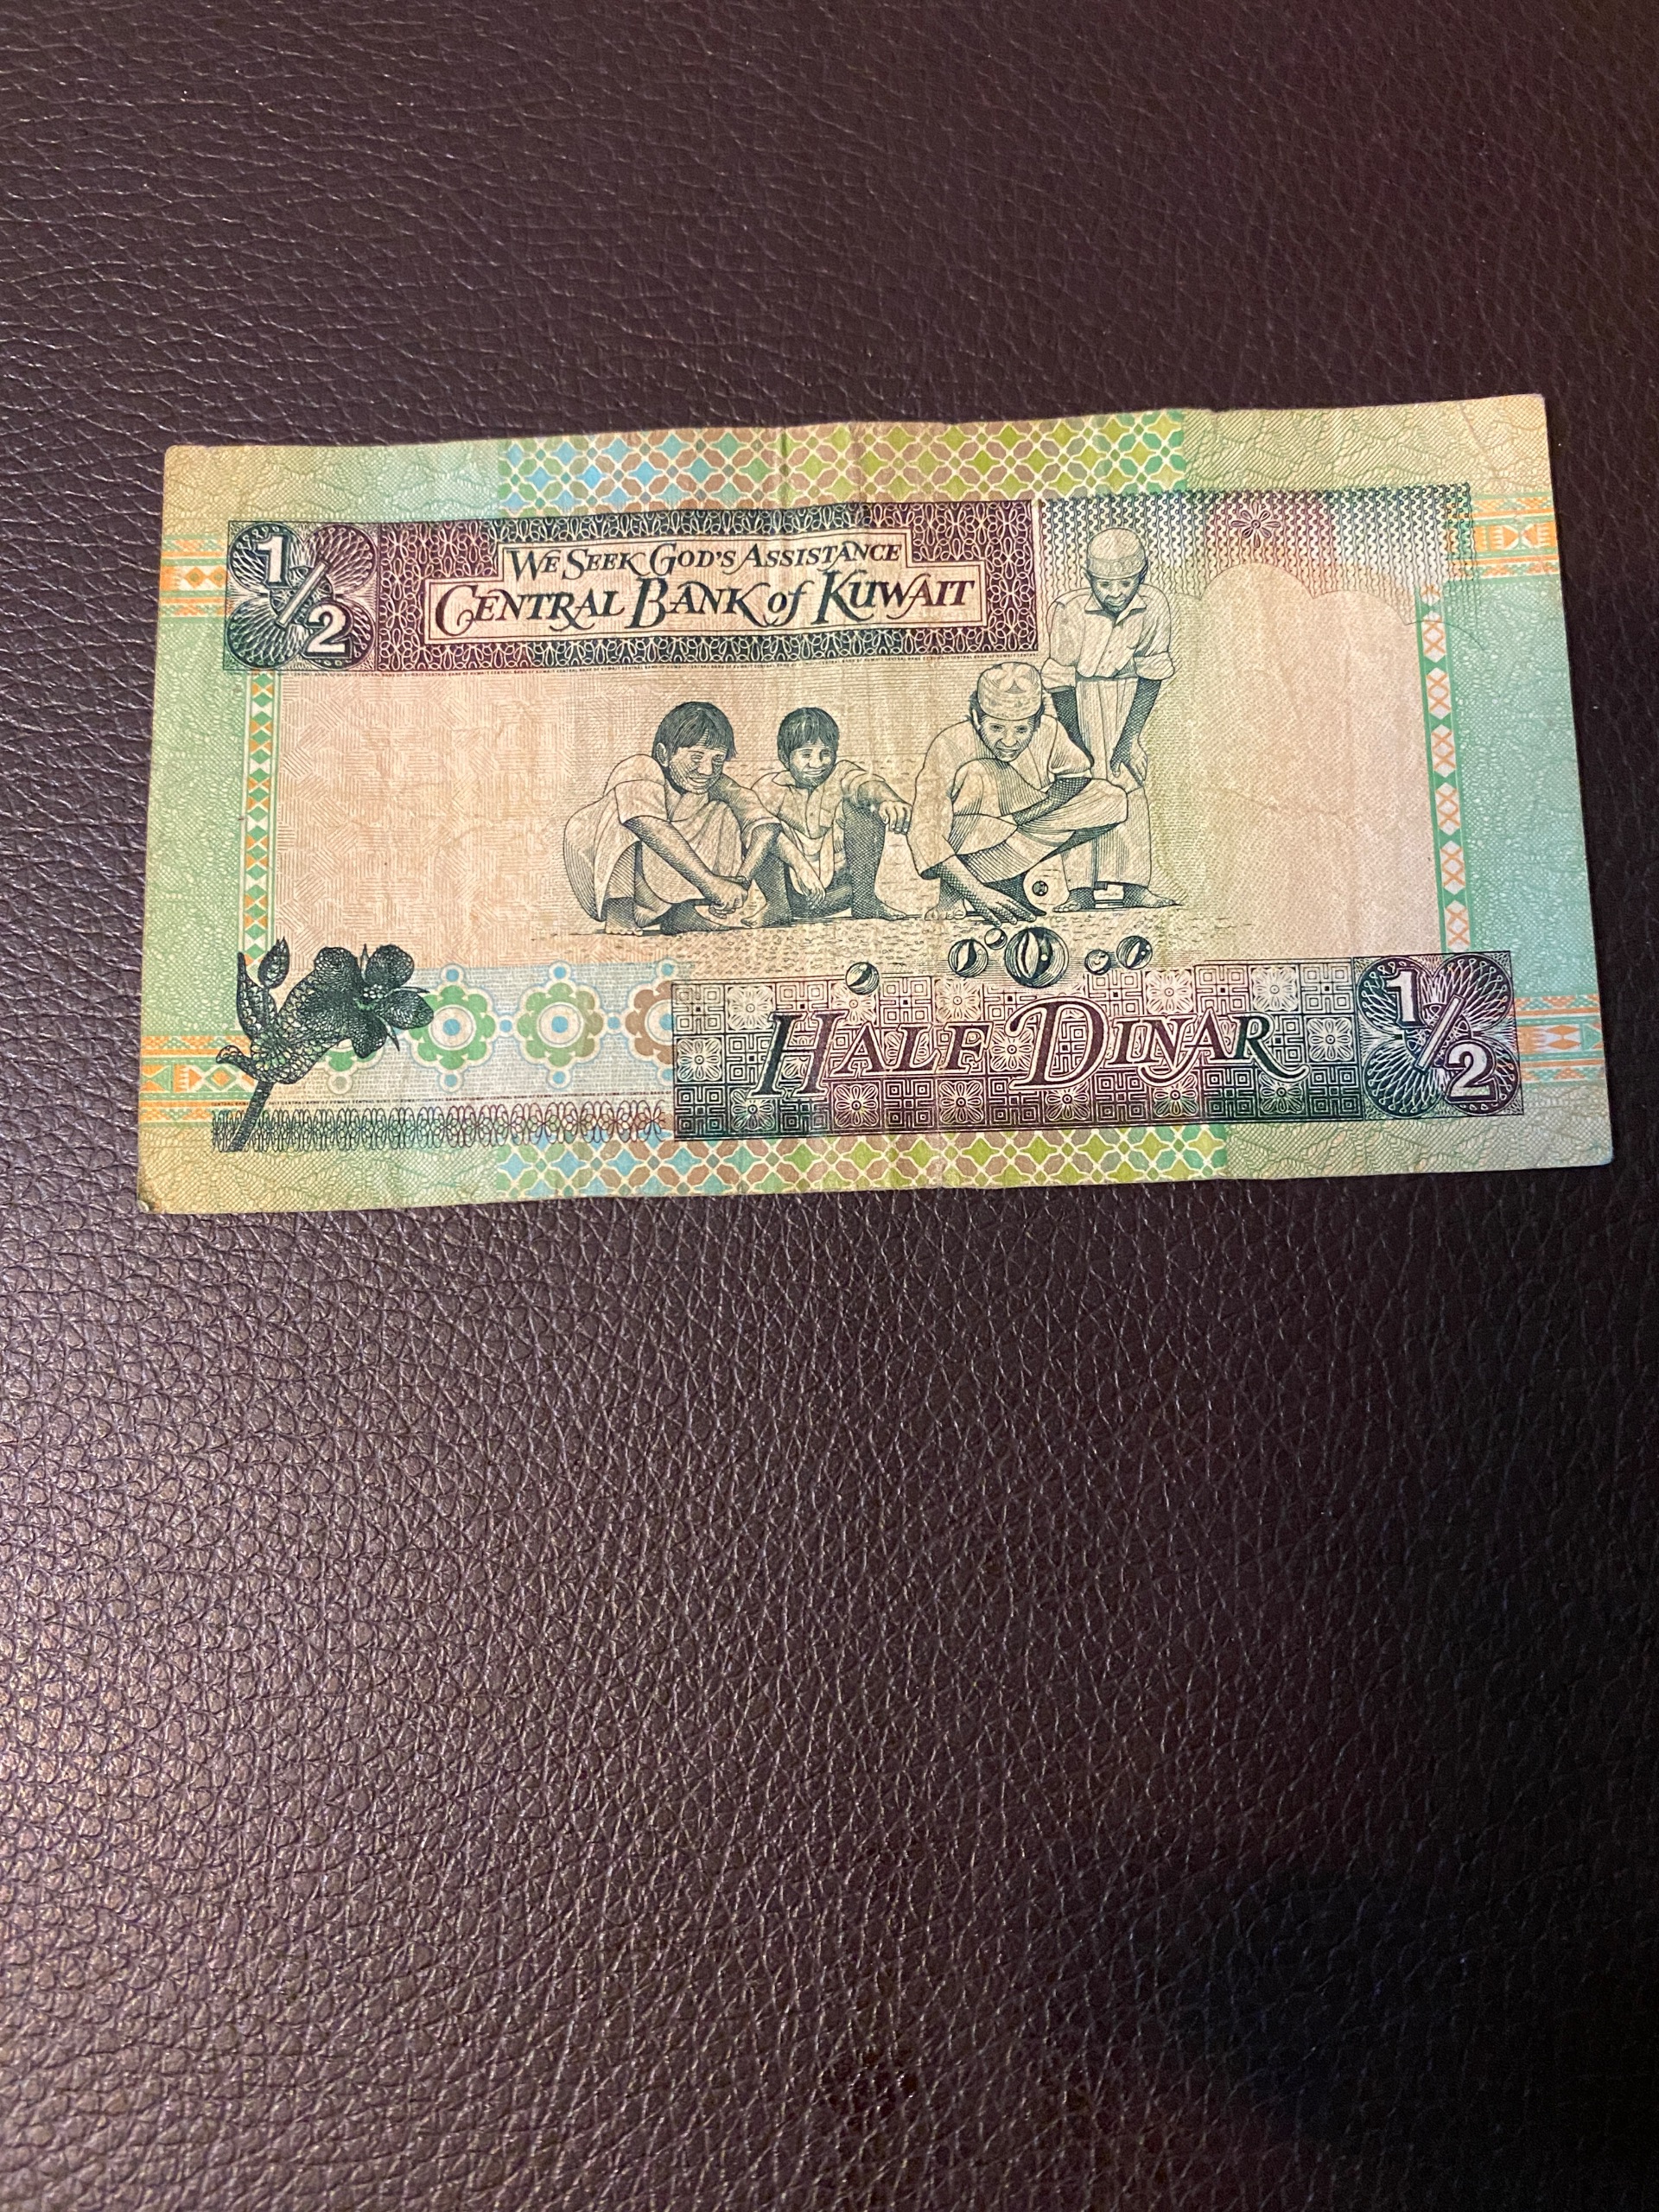 1/2
WE SEEK GOD'S ASSISTANCE
CENTRAL BANK of KUWAIT
HALF DINAR
1/2